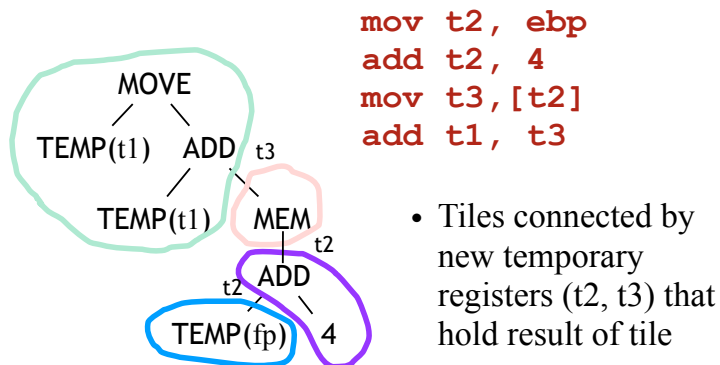 mov t2, ebp
add t2, 4
mov t3,[t2]
add t1, t3
MOVE
TEMP(t1) ADD t3
TEMP(t1) MEM
t2
ADD
t2
TEMP(fp) 4
• Tiles connected by
new temporary
registers (t2, t3) that
hold result of tile